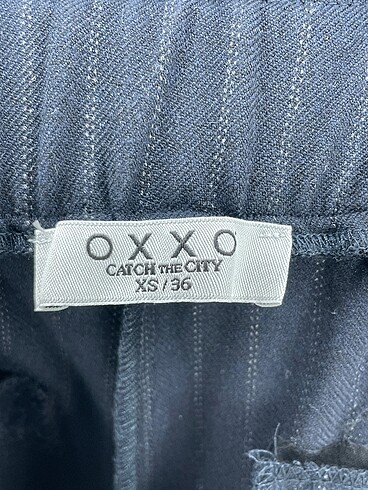 OXXO
CATCH THE CITY
XS/36